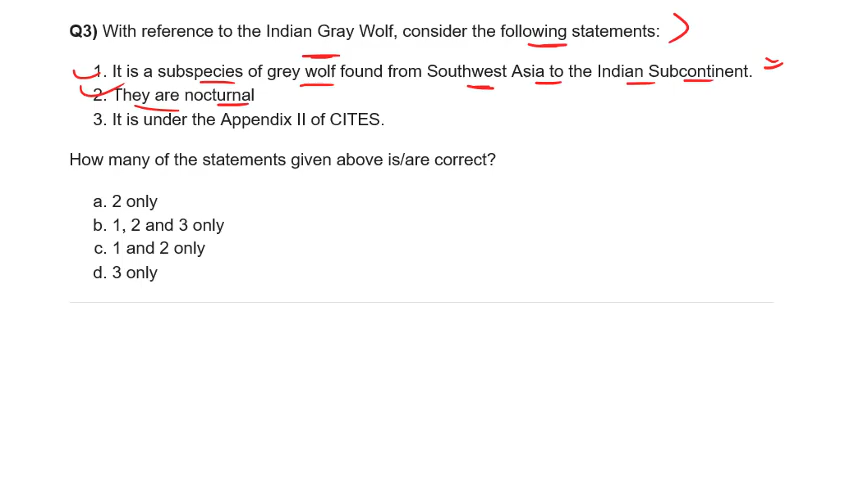 Q3) With reference to the Indian Gray Wolf, consider the following statements:
1. It is a subspecies of grey wolf found from Southwest Asia to the Indian Subcontinent.
2. They are nocturnal
3. It is under the Appendix II of CITES.
How many of the statements given above is/are correct?
a. 2 only
b. 1, 2 and 3 only
c. 1 and 2 only
d. 3 only